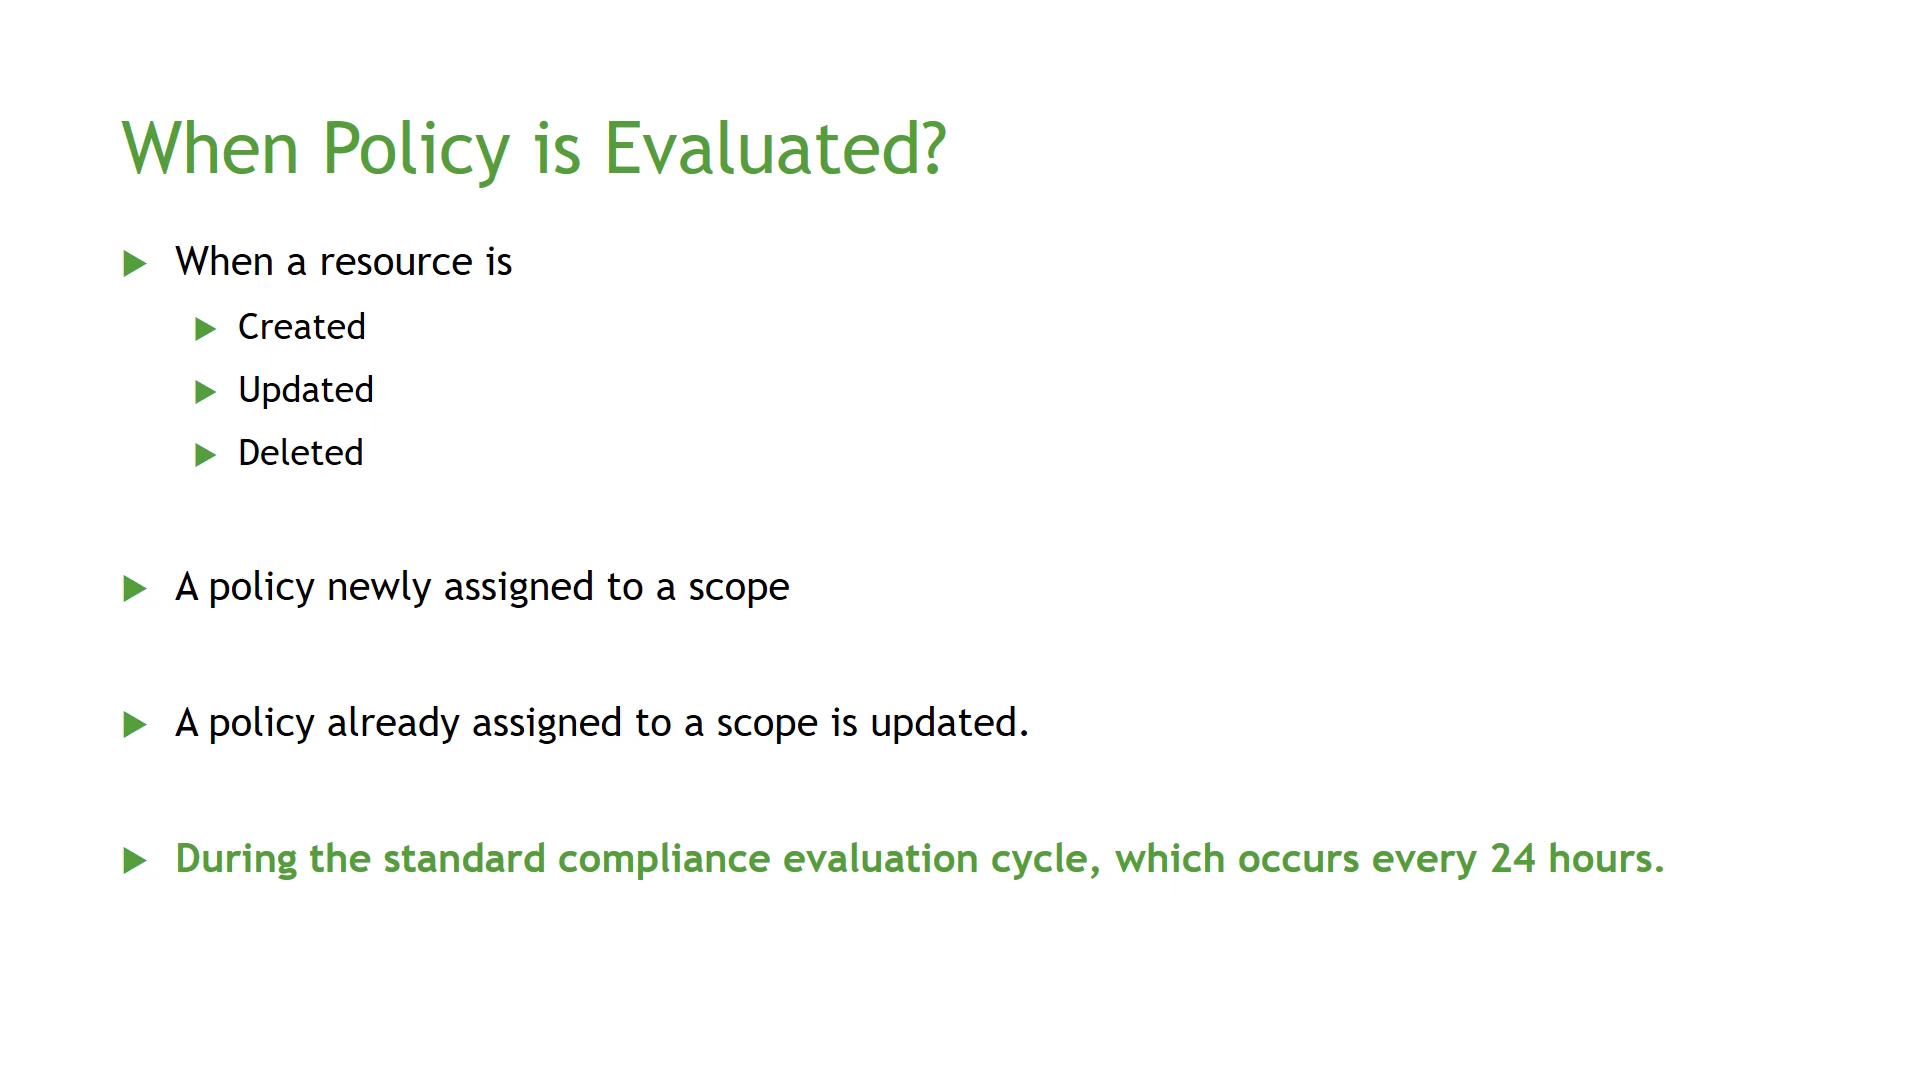 When Policy is Evaluated?
When a resource is
Created
Updated
Deleted
A policy newly assigned to a scope
A policy already assigned to a scope is updated.
During the standard compliance evaluation cycle, which occurs every 24 hours.